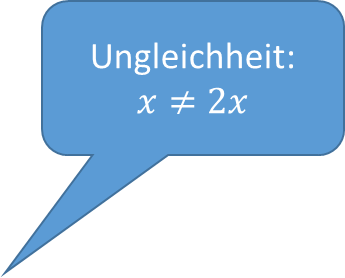 Ungleichheit:
𝑥 ≠ 2𝑥